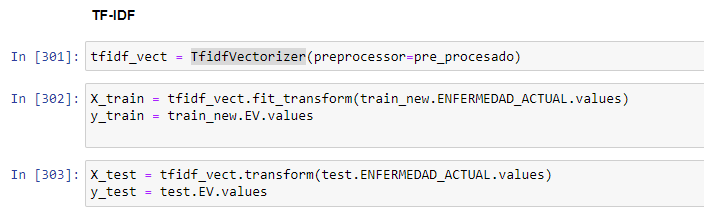 TF-IDF
In [301]: tfidf_vect = TfidfVectorizer(preprocessor=pre_procesado)
In [302]: X_train = tfidf_vect.fit_transform(train_new.ENFERMEDAD_ACTUAL.values)
y_train = train_new.EV.values
In [303]: X_test = tfidf_vect.transform(test.ENFERMEDAD_ACTUAL.values)
y_test = test.EV.values